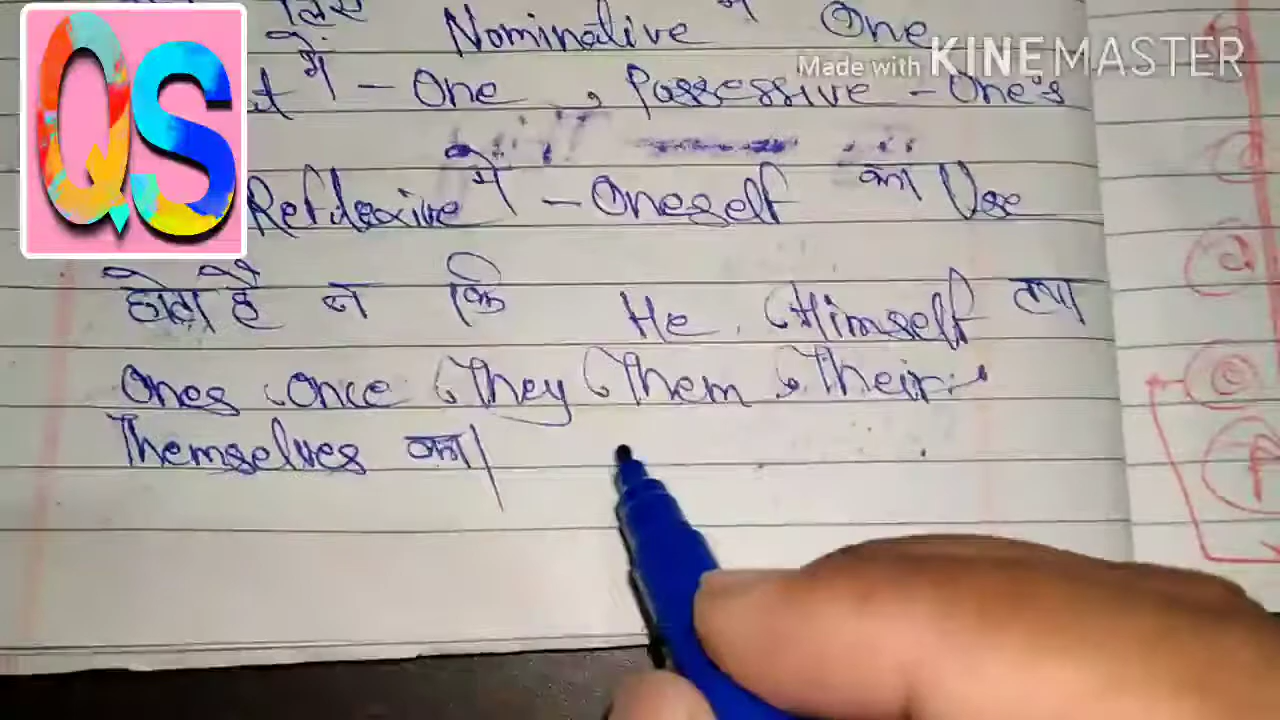 QS
लिए Nominative में One
Made with KINEMASTER
में - One , Possessive - One's
Reflexive में - Oneself का Use
होता है न कि He, Himself तथा
Ones, Once, They, Them, Their,
Themselves का।